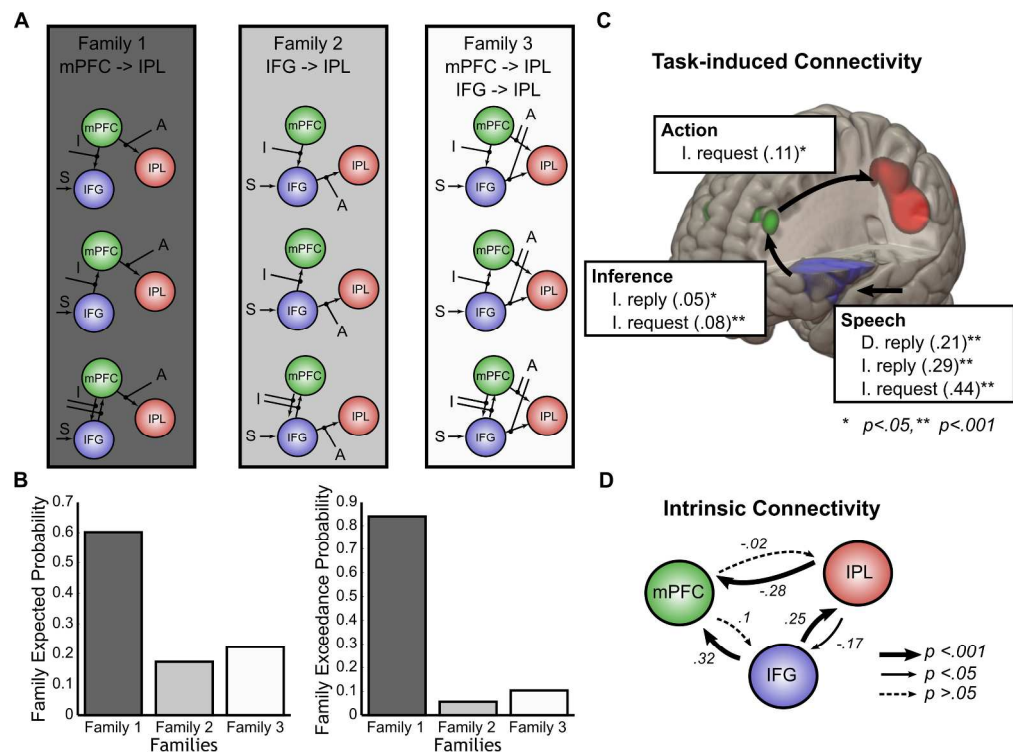 A
Family 1
mPFC -> IPL
mPFC
A
I
IPL
S
IFG
mPFC
A
I
IPL
S
IFG
mPFC
A
I
IPL
S
IFG
Family 2
IFG -> IPL
mPFC
I
IPL
S
IFG
A
mPFC
I
IPL
S
IFG
A
mPFC
I
IPL
S
IFG
A
Family 3
mPFC -> IPL
IFG -> IPL
A
mPFC
I
IPL
S
IFG
A
mPFC
I
IPL
S
IFG
A
mPFC
I
IPL
S
IFG
B
Family Expected Probability
0.7
0.6
0.5
0.4
0.3
0.2
0.1
0
Family 1 Family 2 Family 3
Families
Family Exceedance Probability
0.9
0.8
0.7
0.6
0.5
0.4
0.3
0.2
0.1
0
Family 1 Family 2 Family 3
Families
C
Task-induced Connectivity
Action
I. request (.11)*
Inference
I. reply (.05)*
I. request (.08)**
Speech
D. reply (.21)**
I. reply (.29)**
I. request (.44)**
* p<.05,** p<.001
D
Intrinsic Connectivity
-.02
IPL
mPFC
-.28
.1
.25
-.17
.32
IFG
p <.001
p <.05
p >.05